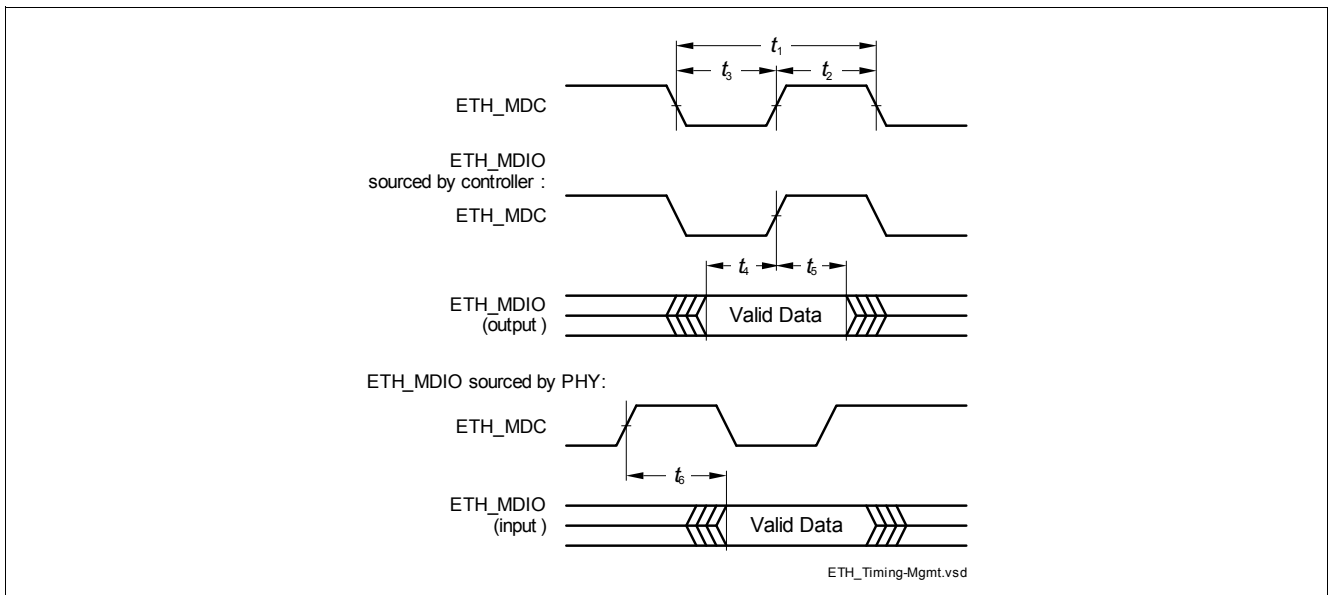 t1
t3
t2
ETH_MDC
ETH_MDIO
sourced by controller :
ETH_MDC
t4
t5
ETH_MDIO
(output )
Valid Data
ETH_MDIO sourced by PHY:
ETH_MDC
t6
ETH_MDIO
(input )
Valid Data
ETH_Timing-Mgmt.vsd